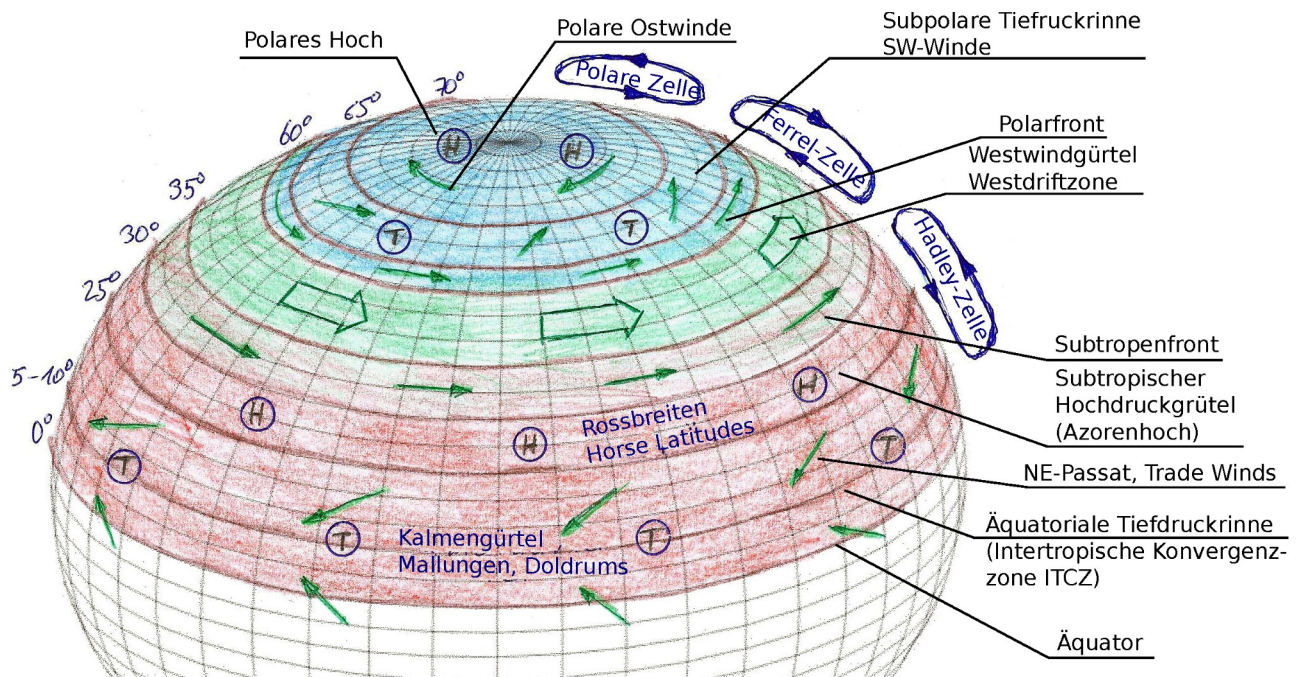 Polares Hoch
Polare Ostwinde
Subpolare Tiefruckrinne
SW-Winde
Polare Zelle
Ferrel-Zelle
Polarfront
Westwindgürtel
Westdriftzone
Hadley-Zelle
70°
65°
60°
35°
30°
25°
5-10°
0°
H
H
T
T
Subtropenfront
Subtropischer
Hochdruckgrütel
(Azorenhoch)
H
H
H
Rossbreiten
Horse Latitudes
T
T
NE-Passat, Trade Winds
Äquatoriale Tiefdruckrinne
(Intertropische Konvergenz-
zone ITCZ)
T
T
Kalmengürtel
Mallungen, Doldrums
Äquator